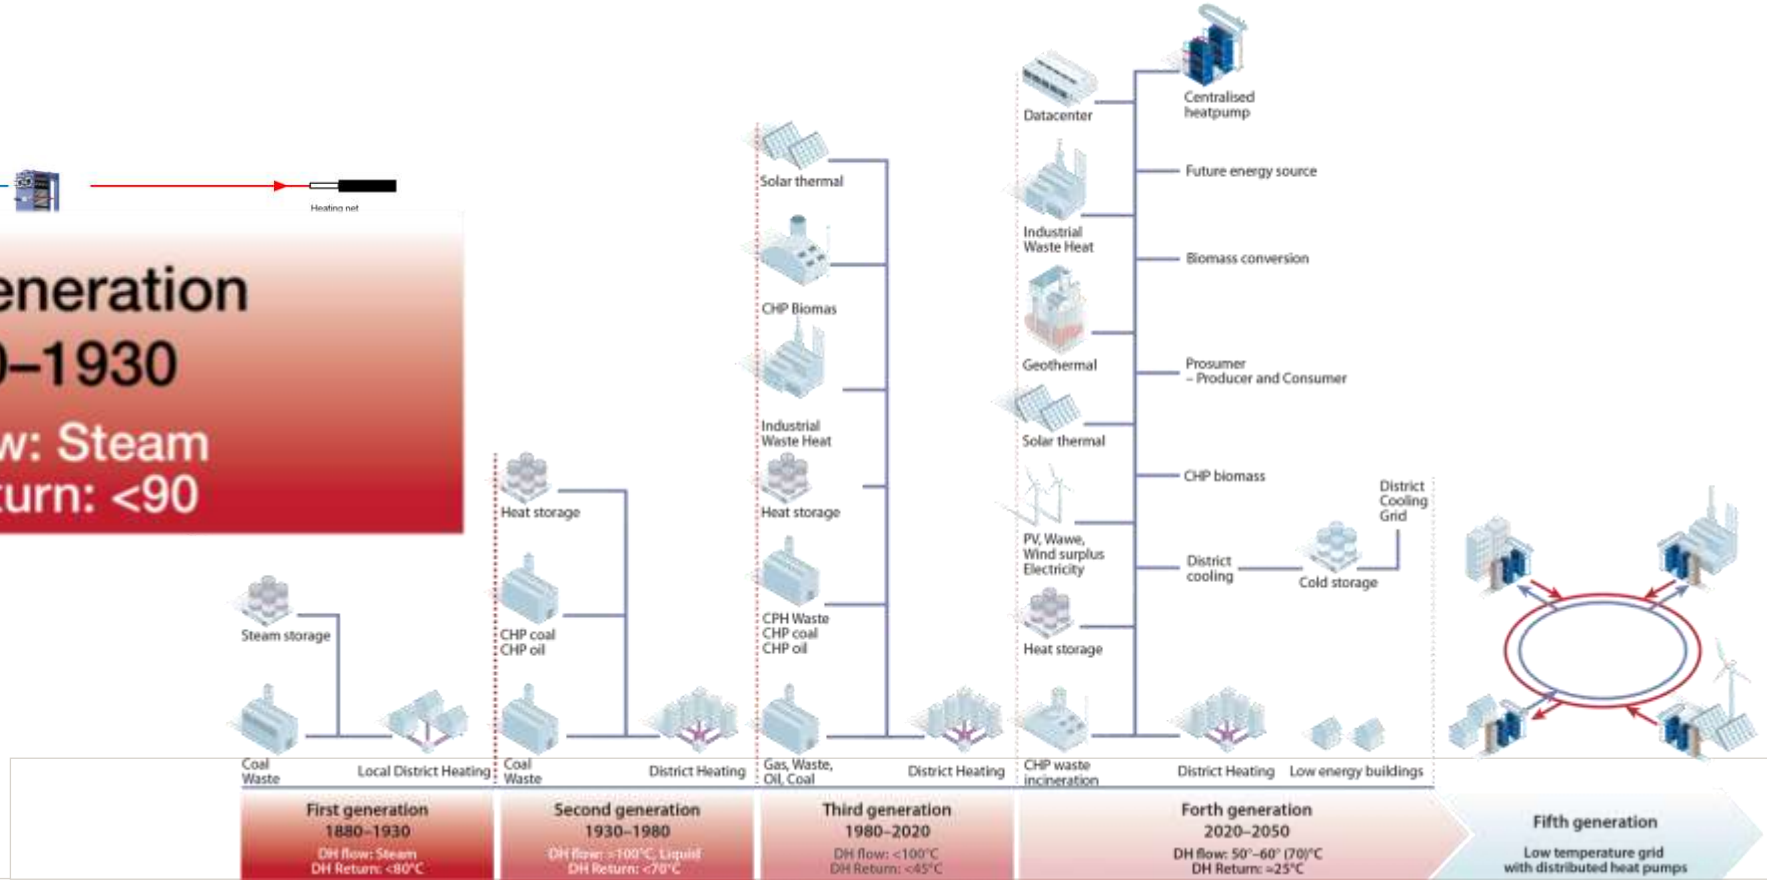 Heating net
eneration
0–1930
w: Steam
turn: <90
Steam storage
Coal
Waste
Local District Heating
Heat storage
CHP coal
CHP oil
Coal
Waste
District Heating
Solar thermal
CHP Biomas
Industrial
Waste Heat
Heat storage
CPH Waste
CHP coal
CHP oil
Gas, Waste,
Oil, Coal
District Heating
Datacenter
Industrial
Waste Heat
Geothermal
Solar thermal
PV, Wawe,
Wind surplus
Electricity
Heat storage
CHP waste
incineration
Centralised
heatpump
Future energy source
Biomass conversion
Prosumer
– Producer and Consumer
CHP biomass
District
cooling
Cold storage
District
Cooling
Grid
District Heating
Low energy buildings
First generation
1880–1930
DH flow: Steam
DH Return: <80°C
Second generation
1930–1980
DH flow: >100°C, Liquid
DH Return: <70°C
Third generation
1980–2020
DH flow: <100°C
DH Return: <45°C
Forth generation
2020–2050
DH flow: 50°–60° (70)°C
DH Return: ≈25°C
Fifth generation
Low temperature grid
with distributed heat pumps